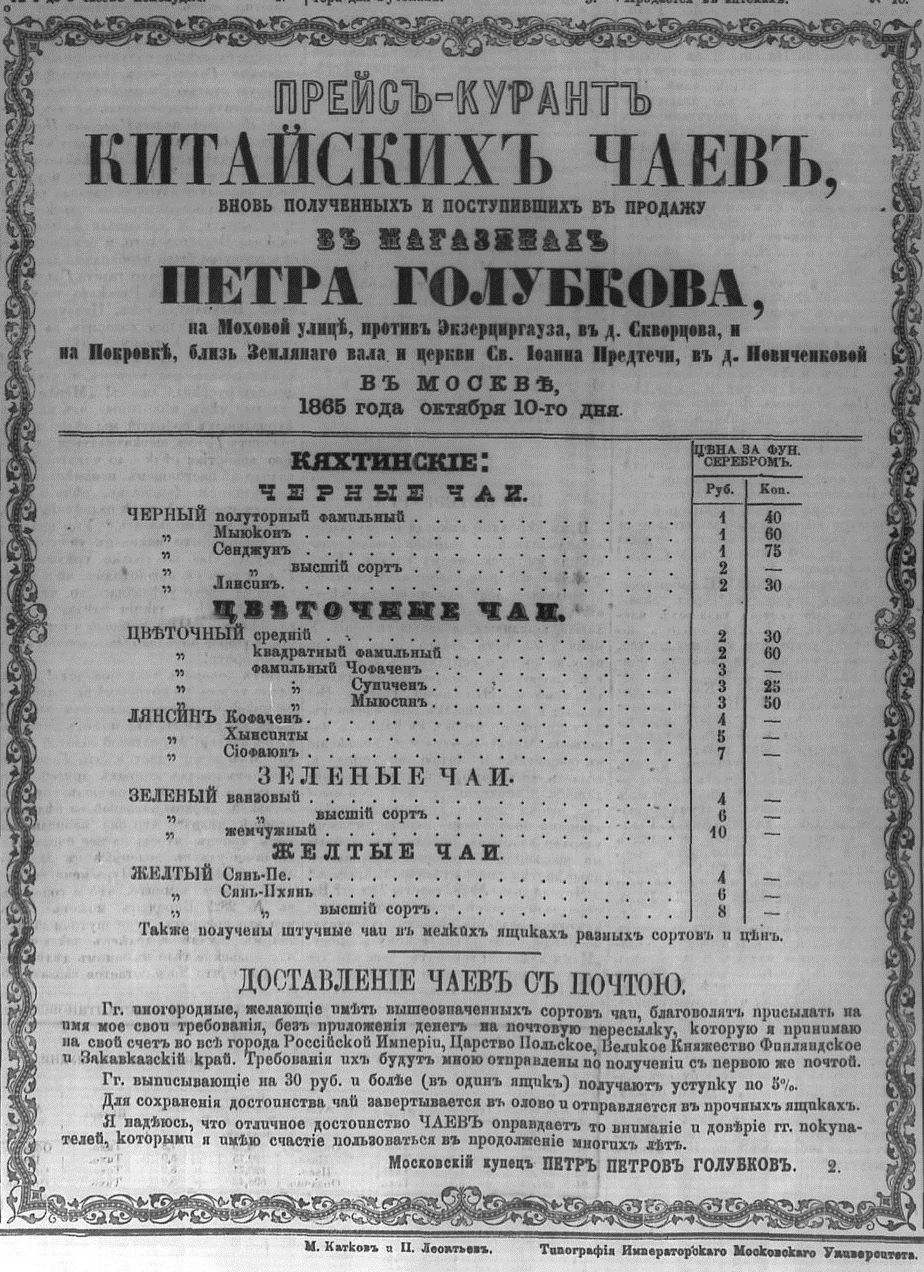 ПРЕЙСЪ-КУРАНТЪ
КИТАЙСКИХЪ ЧАЕВЪ,
ВНОВЬ ПОЛУЧЕННЫХЪ И ПОСТУПИВШИХЪ ВЪ ПРОДАЖУ
ВЪ МАГАЗИНАХЪ
ПЕТРА ГОЛУБКОВА,
на Моховой улицѣ, противъ Экзерциргауза, въ д. Скворцова, и
на Покровкѣ, близь Землянаго вала и церкви Св. Іоанна Предтечи, въ д. Новиченковой
ВЪ МОСКВѢ,
1865 года октября 10-го дня.
ЦѢНА ЗА ФУН.
СЕРЕБРОМЪ.
КЯХТИНСКІЕ:
Руб. Коп.
ЧЕРНЫЕ ЧАИ.
ЧЕРНЫЙ полуторный фамильный . . . 1 40
„ Мыюконъ . . . 1 60
„ Сенджунъ . . . 1 75
„ „ высшій сортъ . . . 2 —
„ Лянсинъ. . . . 2 30
ЦВѢТОЧНЫЕ ЧАИ.
ЦВѢТОЧНЫЙ средній . . . 2 30
„ квадратный фамильный . . . 2 60
„ фамильный Чофаченъ . . . 3 —
„ „ Суниченъ . . . 3 25
„ „ Мыюсинъ . . . 3 50
ЛЯНСИНЪ Кофаченъ . . . 4 —
„ Хынсинты . . . 5 —
„ Сіофаюнъ . . . 7 —
ЗЕЛЕНЫЕ ЧАИ.
ЗЕЛЕНЫЙ ванзовый . . . 4 —
„ „ высшій сортъ . . . 6 —
„ жемчужный . . . 10 —
ЖЕЛТЫЕ ЧАИ.
ЖЕЛТЫЙ Сянь-Пе. . . . 4 —
„ Сянь-Пхянь . . . 6 —
„ „ высшій сортъ . . . 8 —
Также получены штучные чаи въ мелкихъ ящикахъ разныхъ сортовъ и цѣнъ.
ДОСТАВЛЕНІЕ ЧАЕВЪ СЪ ПОЧТОЮ.
Гг. иногородные, желающіе имѣть вышеозначенныхъ сортовъ чаи, благоволятъ присылать на
имя мое свои требованія, безъ приложенія денегъ на почтовую пересылку, которую я принимаю
на свой счетъ во всѣ города Россійской Имперіи, Царство Польское, Великое Княжество Финляндское
и Закавказскій край. Требованія ихъ будутъ мною отправлены по полученіи съ первою же почтой.
Гг. выписывающіе на 30 руб. и болѣе (въ одинъ ящикъ) получаютъ уступку по 5%.
Для сохраненія достоинства чай завертывается въ олово и отправляется въ прочныхъ ящикахъ.
Я надѣюсь, что отличное достоинство ЧАЕВЪ оправдаетъ то вниманіе и довѣріе гг. покупа-
телей, которыми я имѣю счастіе пользоваться въ продолженіе многихъ лѣтъ.
Московскій купецъ ПЕТРЪ ПЕТРОВЪ ГОЛУБКОВЪ. 2.
М. Катковъ и П. Леонтьевъ. Типографія Императорскаго Московскаго Университета.